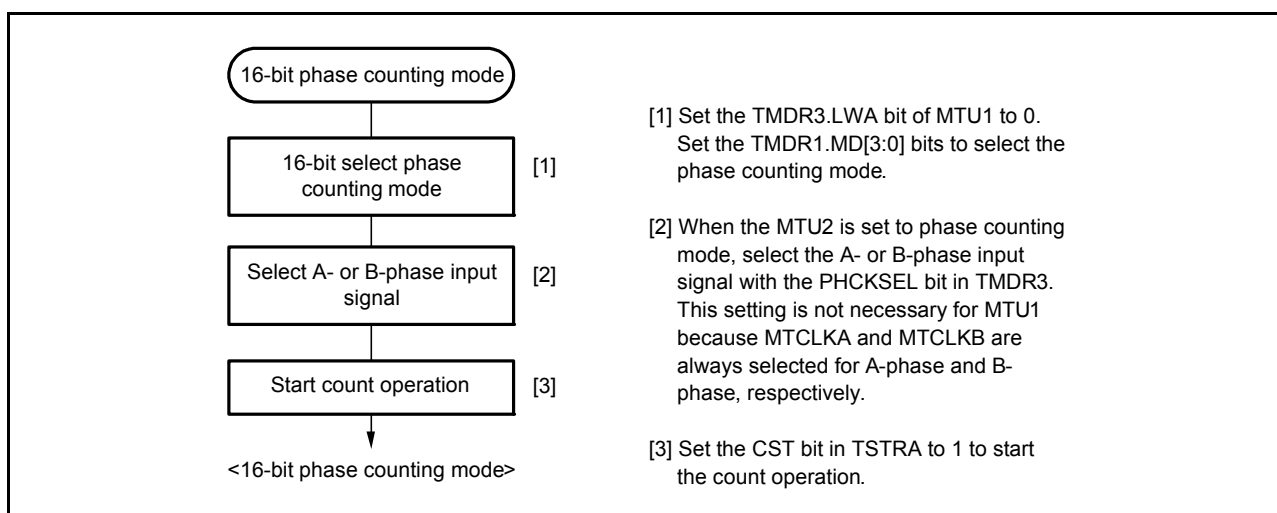 16-bit phase counting mode
16-bit select phase
counting mode
[1]
Select A- or B-phase input
signal
[2]
Start count operation
[3]
<16-bit phase counting mode>
[1] Set the TMDR3.LWA bit of MTU1 to 0.
Set the TMDR1.MD[3:0] bits to select the
phase counting mode.
[2] When the MTU2 is set to phase counting
mode, select the A- or B-phase input
signal with the PHCKSEL bit in TMDR3.
This setting is not necessary for MTU1
because MTCLKA and MTCLKB are
always selected for A-phase and B-
phase, respectively.
[3] Set the CST bit in TSTRA to 1 to start
the count operation.